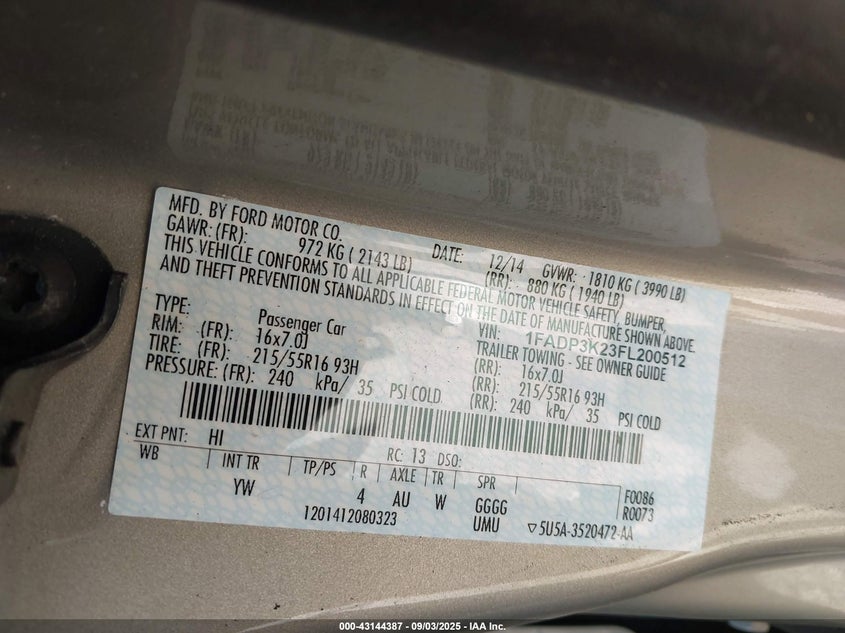 MFD. BY FORD MOTOR CO.
DATE: 12/14 GVWR: 1810 KG ( 3990 LB)
GAWR: (FR): 972 KG ( 2143 LB) (RR): 880 KG ( 1940 LB)
THIS VEHICLE CONFORMS TO ALL APPLICABLE FEDERAL MOTOR VEHICLE SAFETY, BUMPER,
AND THEFT PREVENTION STANDARDS IN EFFECT ON THE DATE OF MANUFACTURE SHOWN ABOVE.
VIN: 1FADP3K23FL200512
TYPE: Passenger Car TRAILER TOWING - SEE OWNER GUIDE
RIM: (FR): 16x7.0J (RR): 16x7.0J
TIRE: (FR): 215/55R16 93H (RR): 215/55R16 93H
PRESSURE: (FR): 240 kPa/ 35 PSI COLD (RR): 240 kPa/ 35 PSI COLD
EXT PNT: HI RC: 13 DSO:
WB INT TR TP/PS R AXLE TR SPR F0086
YW 4 AU W GGGG R0073
1201412080323 UMU ▽5U5A-3520472-AA
000-43144387 - 09/03/2025 - IAA Inc.